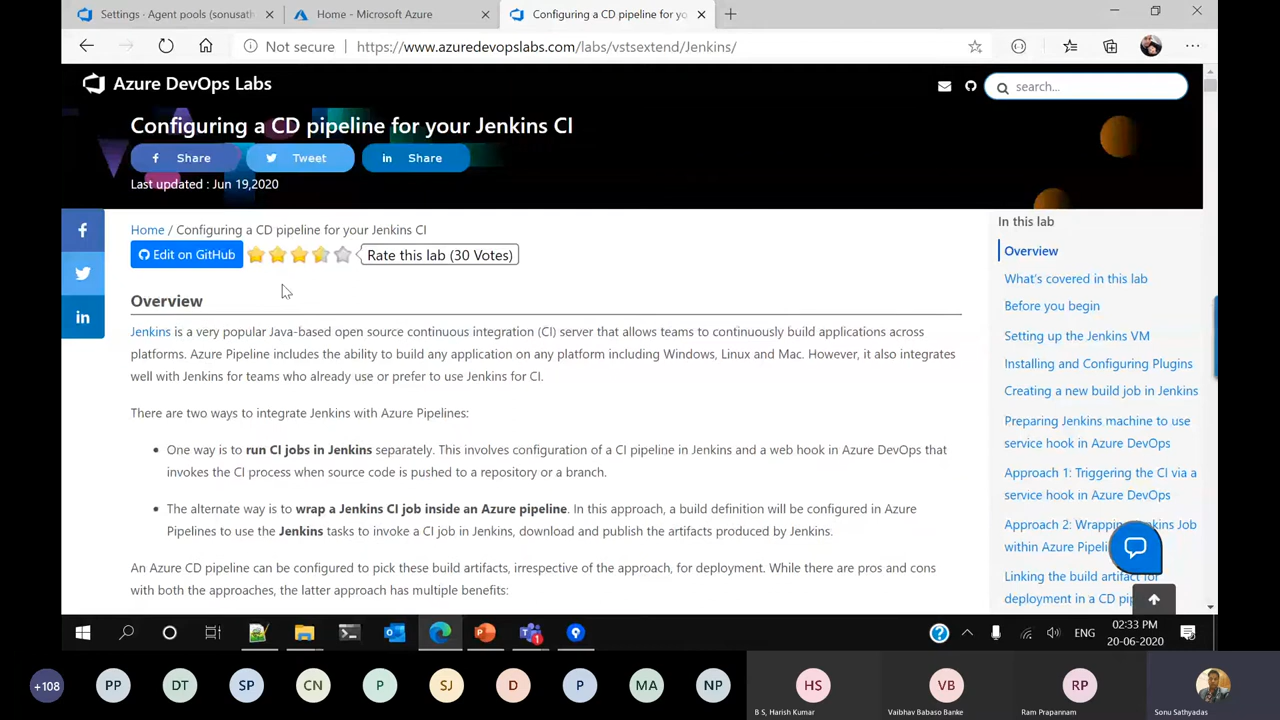 Settings · Agent pools (sonusath
Home - Microsoft Azure
Configuring a CD pipeline for yo
Not secure
https://www.azuredevopslabs.com/labs/vstsextend/Jenkins/
Azure DevOps Labs
search...
Configuring a CD pipeline for your Jenkins CI
Share
Tweet
Share
Last updated : Jun 19,2020
Home / Configuring a CD pipeline for your Jenkins CI
Edit on GitHub
Rate this lab (30 Votes)
Overview
Jenkins is a very popular Java-based open source continuous integration (CI) server that allows teams to continuously build applications across
platforms. Azure Pipeline includes the ability to build any application on any platform including Windows, Linux and Mac. However, it also integrates
well with Jenkins for teams who already use or prefer to use Jenkins for CI.
There are two ways to integrate Jenkins with Azure Pipelines:
• One way is to run CI jobs in Jenkins separately. This involves configuration of a CI pipeline in Jenkins and a web hook in Azure DevOps that
invokes the CI process when source code is pushed to a repository or a branch.
• The alternate way is to wrap a Jenkins CI job inside an Azure pipeline. In this approach, a build definition will be configured in Azure
Pipelines to use the Jenkins tasks to invoke a CI job in Jenkins, download and publish the artifacts produced by Jenkins.
An Azure CD pipeline can be configured to pick these build artifacts, irrespective of the approach, for deployment. While there are pros and cons
with both the approaches, the latter approach has multiple benefits:
In this lab
Overview
What's covered in this lab
Before you begin
Setting up the Jenkins VM
Installing and Configuring Plugins
Creating a new build job in Jenkins
Preparing Jenkins machine to use
service hook in Azure DevOps
Approach 1: Triggering the CI via a
service hook in Azure DevOps
Approach 2: Wrapping Jenkins Job
within Azure Pipeli
Linking the build artifact for
deployment in a CD pip
ENG
02:33 PM
20-06-2020
+108
PP
DT
SP
CN
P
SJ
D
P
MA
NP
HS
VB
RP
B S, Harish Kumar
Vaibhav Babaso Banke
Ram Prapannam
Sonu Sathyadas